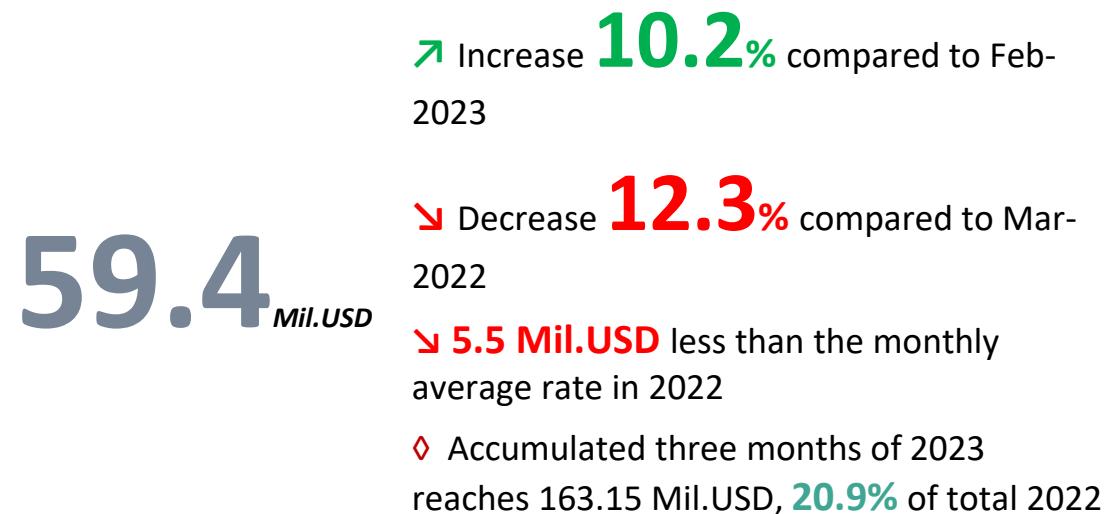 59.4 Mil.USD
↗ Increase 10.2% compared to Feb-
2023
↘ Decrease 12.3% compared to Mar-
2022
↘ 5.5 Mil.USD less than the monthly
average rate in 2022
◊ Accumulated three months of 2023
reaches 163.15 Mil.USD, 20.9% of total 2022